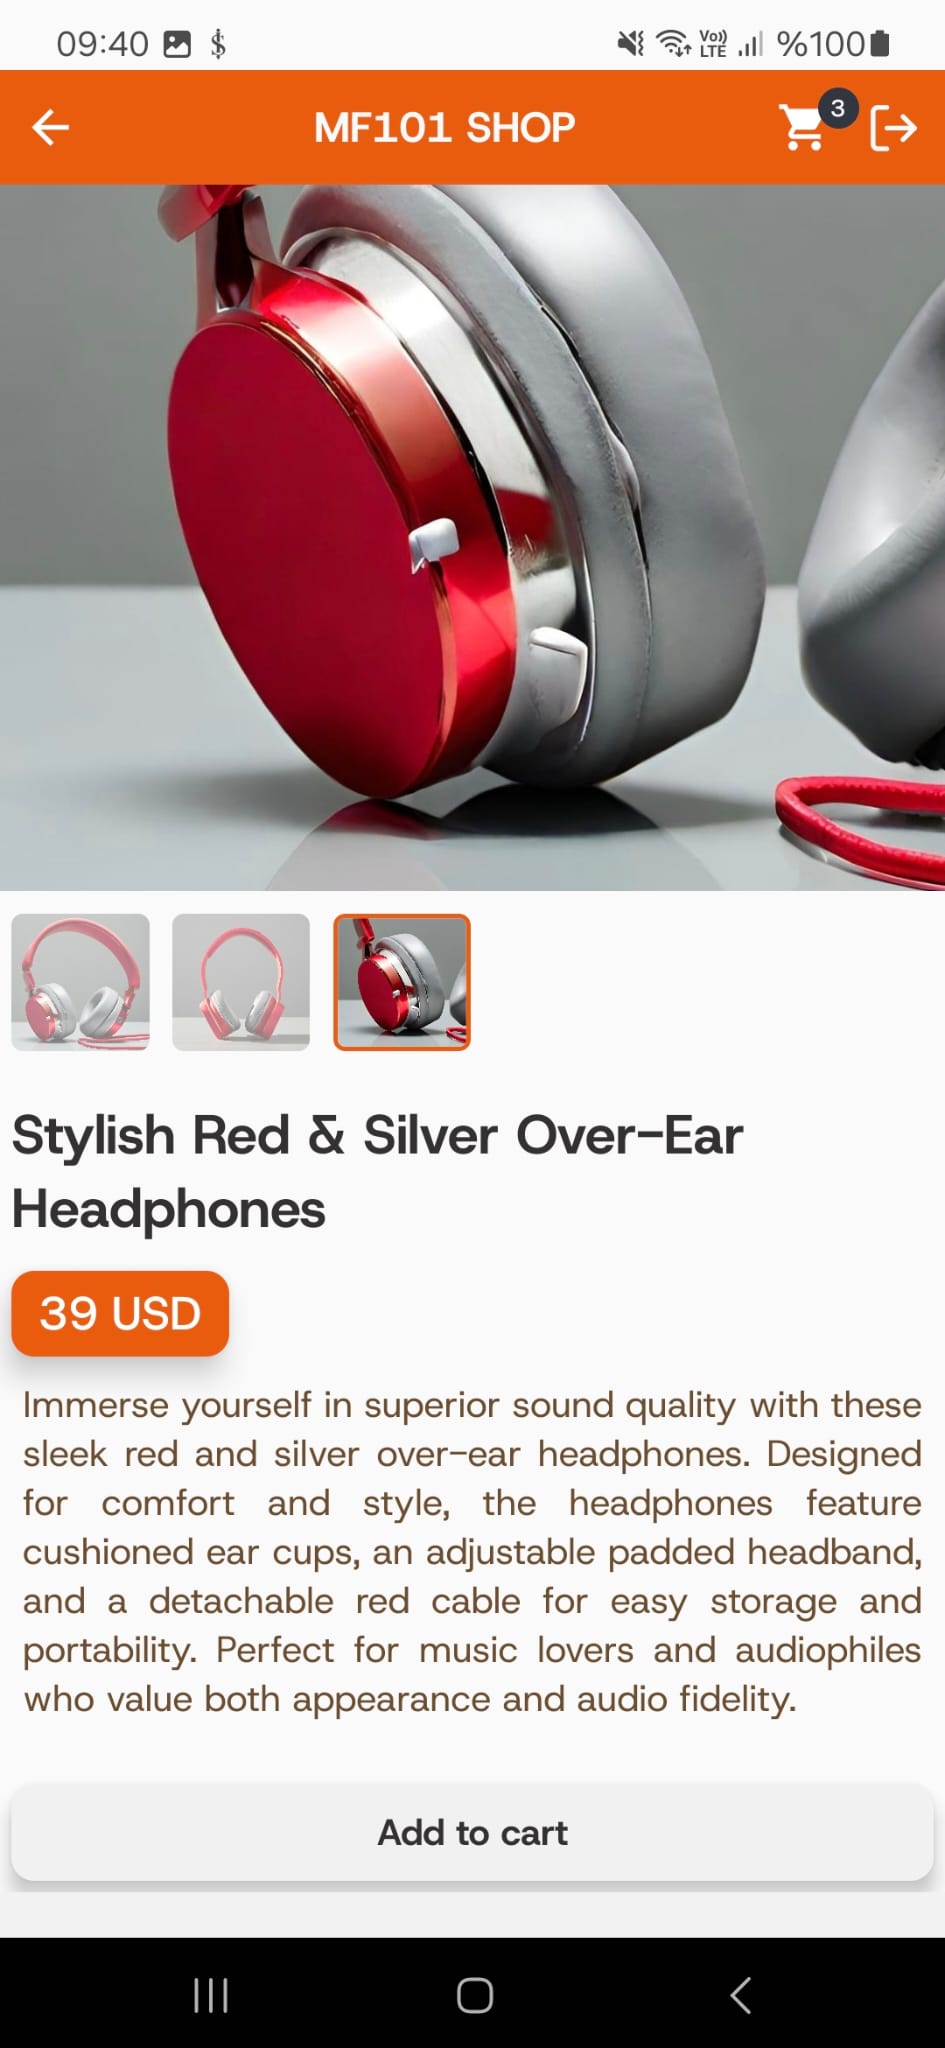 09:40
Vo))
LTE
%100
MF101 SHOP
3
Stylish Red & Silver Over-Ear
Headphones
39 USD
Immerse yourself in superior sound quality with these
sleek red and silver over-ear headphones. Designed
for comfort and style, the headphones feature
cushioned ear cups, an adjustable padded headband,
and a detachable red cable for easy storage and
portability. Perfect for music lovers and audiophiles
who value both appearance and audio fidelity.
Add to cart